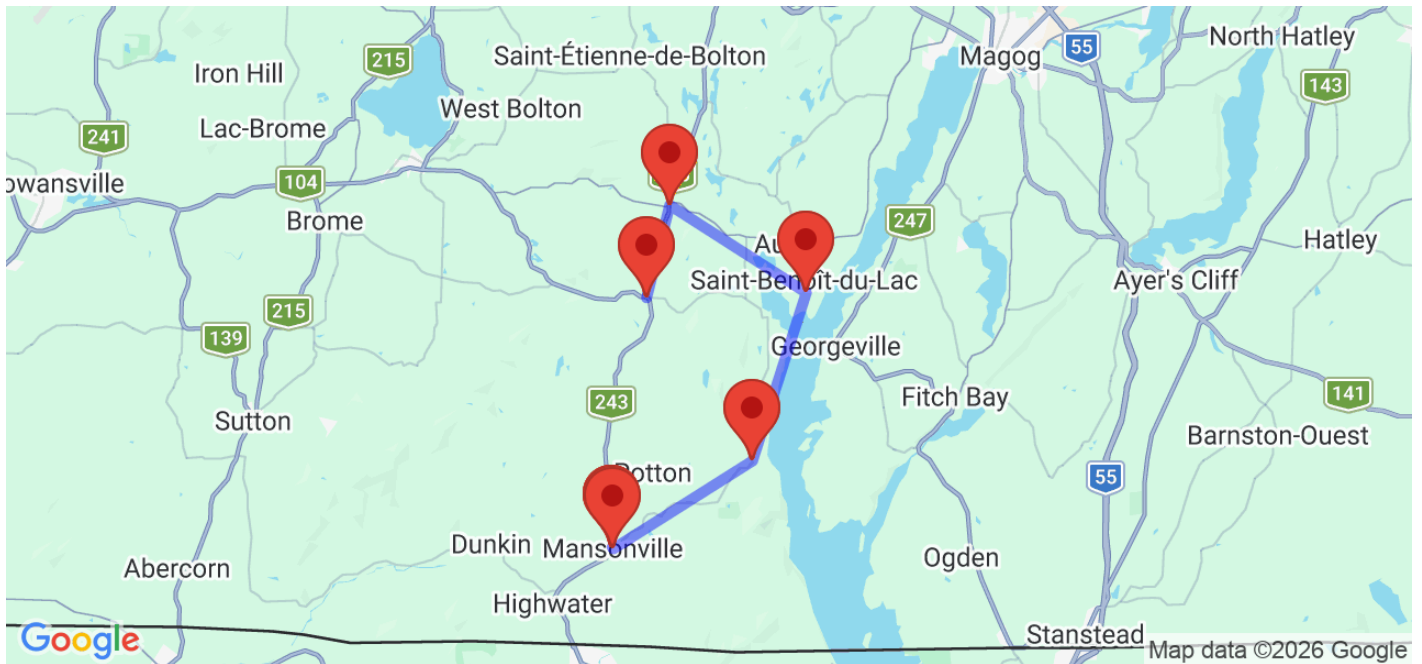 Saint-Étienne-de-Bolton
Magog
55
North Hatley
215
Iron Hill
143
West Bolton
Lac-Brome
241
owansville
104
Brome
247
Hatley
Saint-Benoît-du-Lac
Ayer's Cliff
215
139
Georgeville
243
Fitch Bay
141
Sutton
Barnston-Ouest
Potton
55
Dunkin
Mansonville
Ogden
Abercorn
Highwater
Stanstead
Google
Map data ©2026 Google